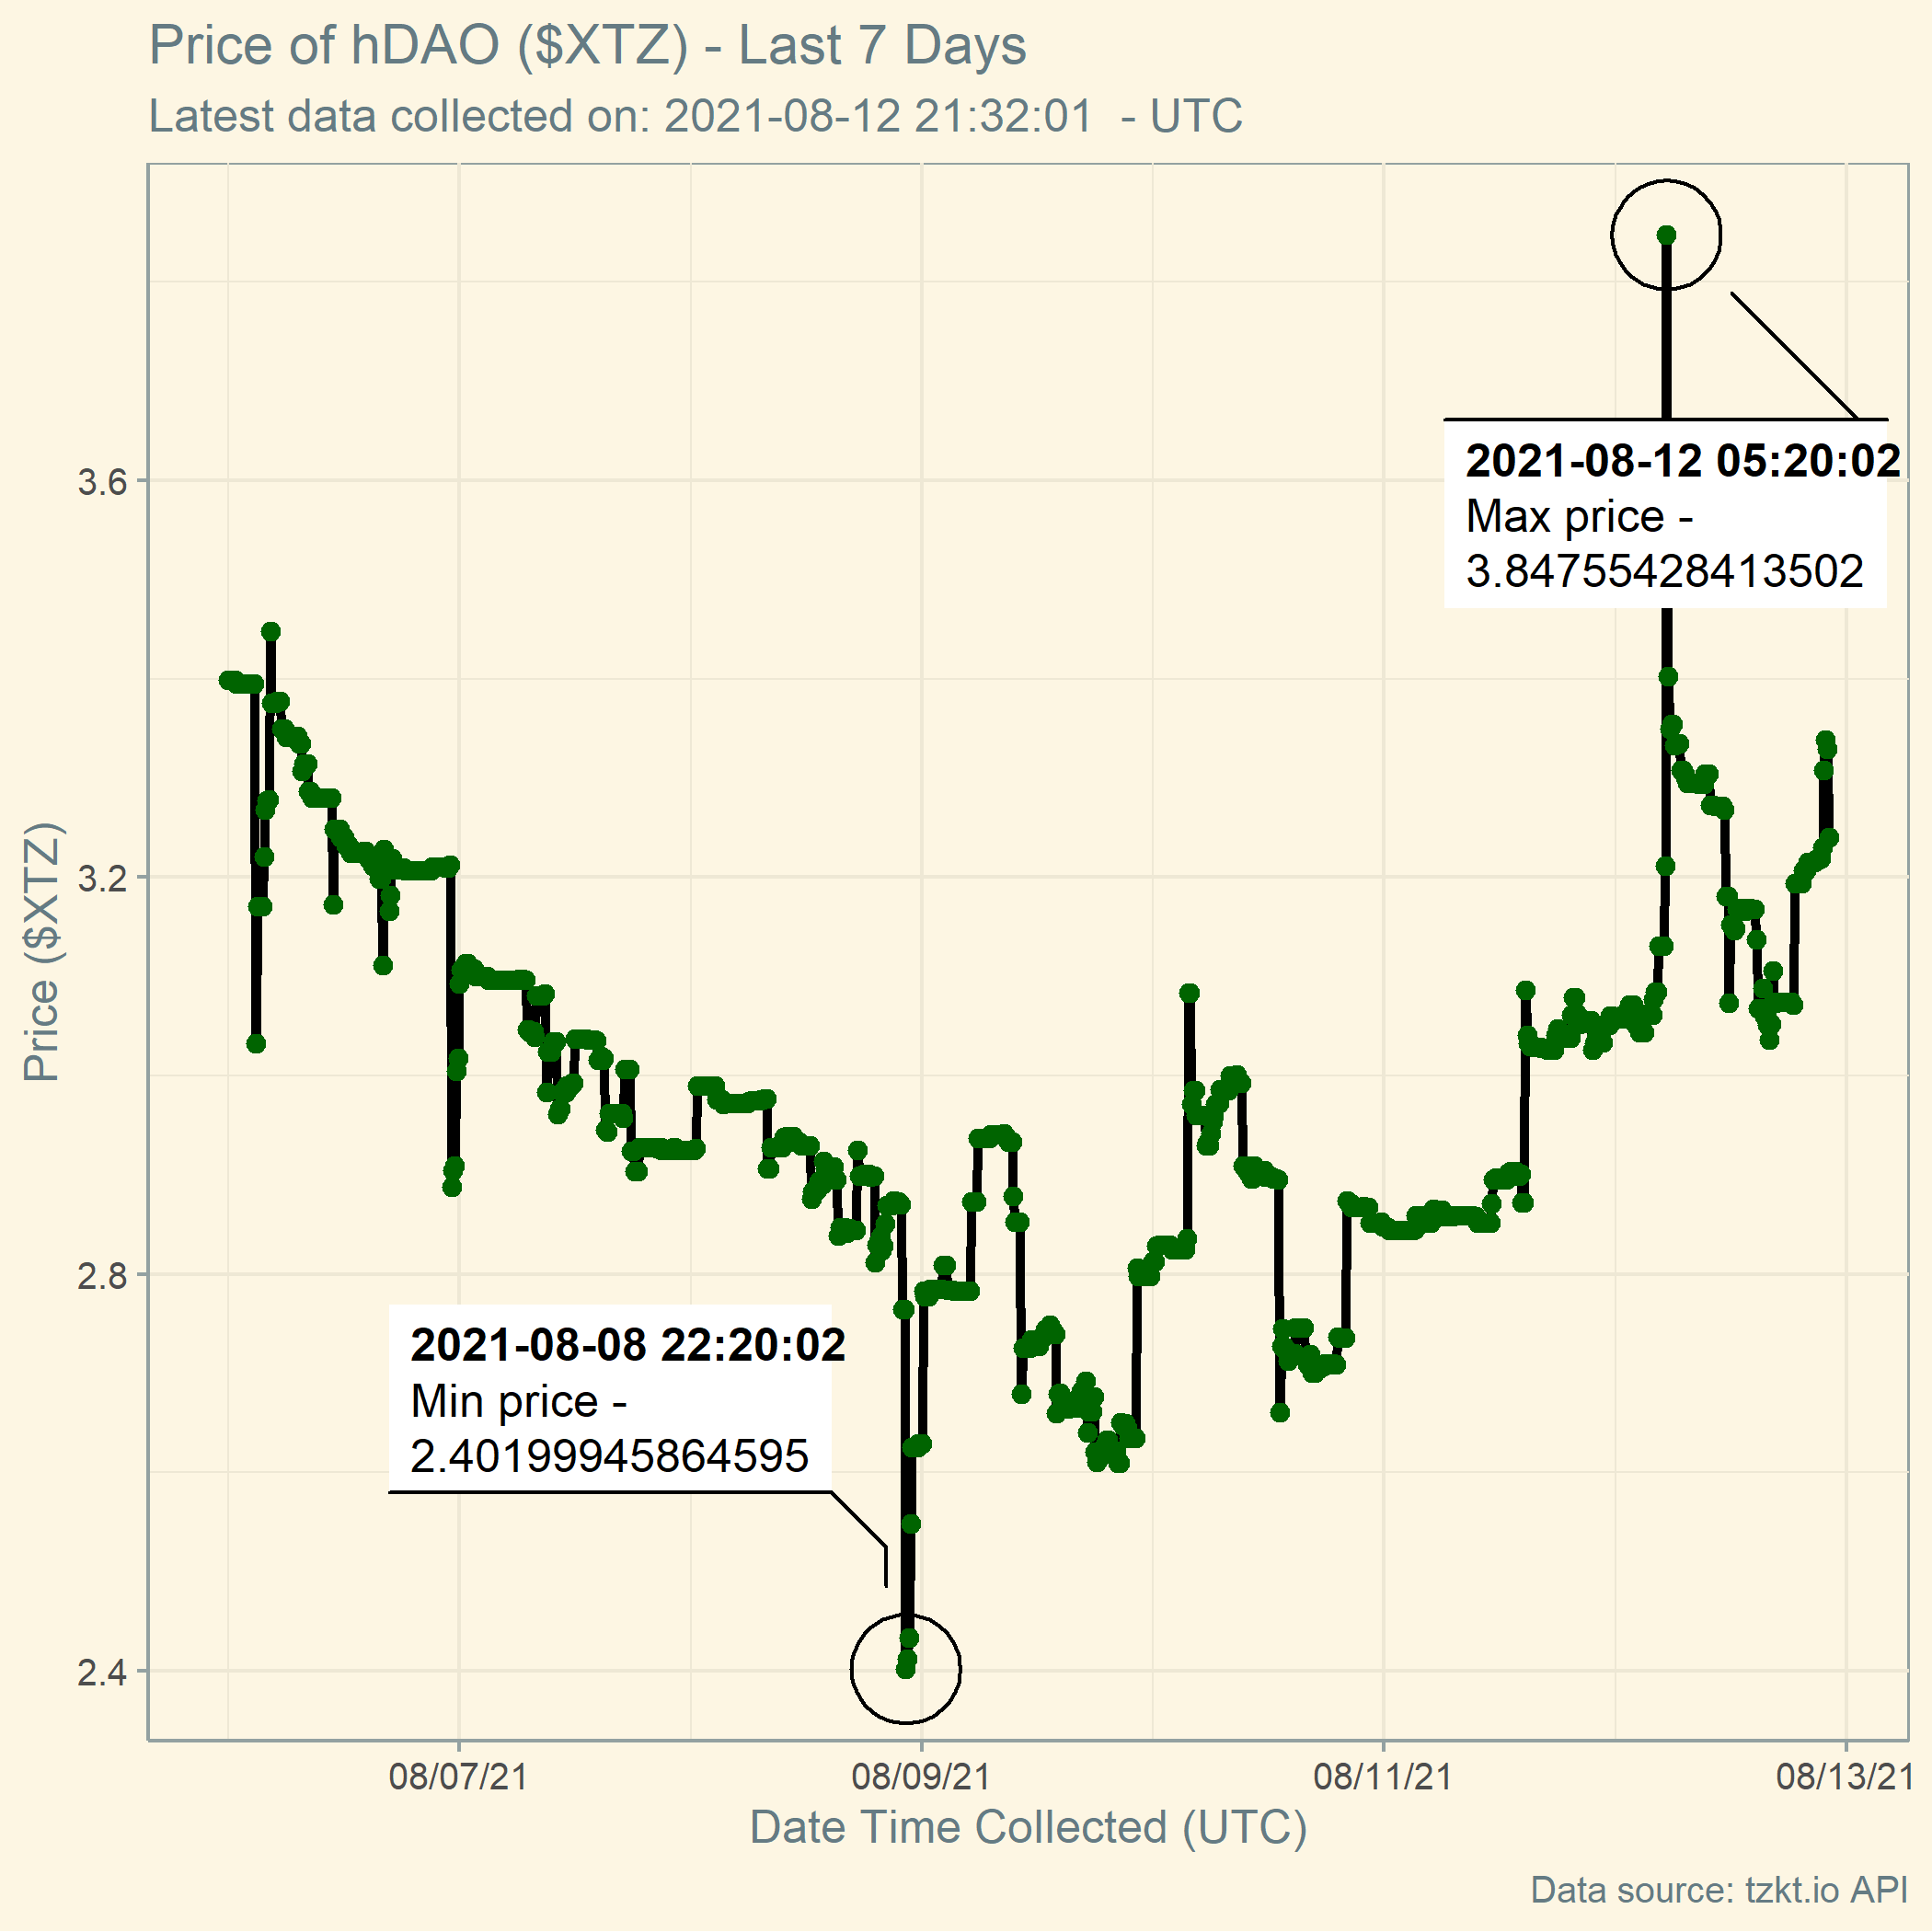 Price of hDAO ($XTZ) - Last 7 Days
Latest data collected on: 2021-08-12 21:32:01  - UTC
2021-08-12 05:20:02
Max price -
3.84755428413502
3.6
3.2
2.8
2.4
Price ($XTZ)
2021-08-08 22:20:02
Min price -
2.40199945864595
08/07/21
08/09/21
08/11/21
08/13/21
Date Time Collected (UTC)
Data source: tzkt.io API